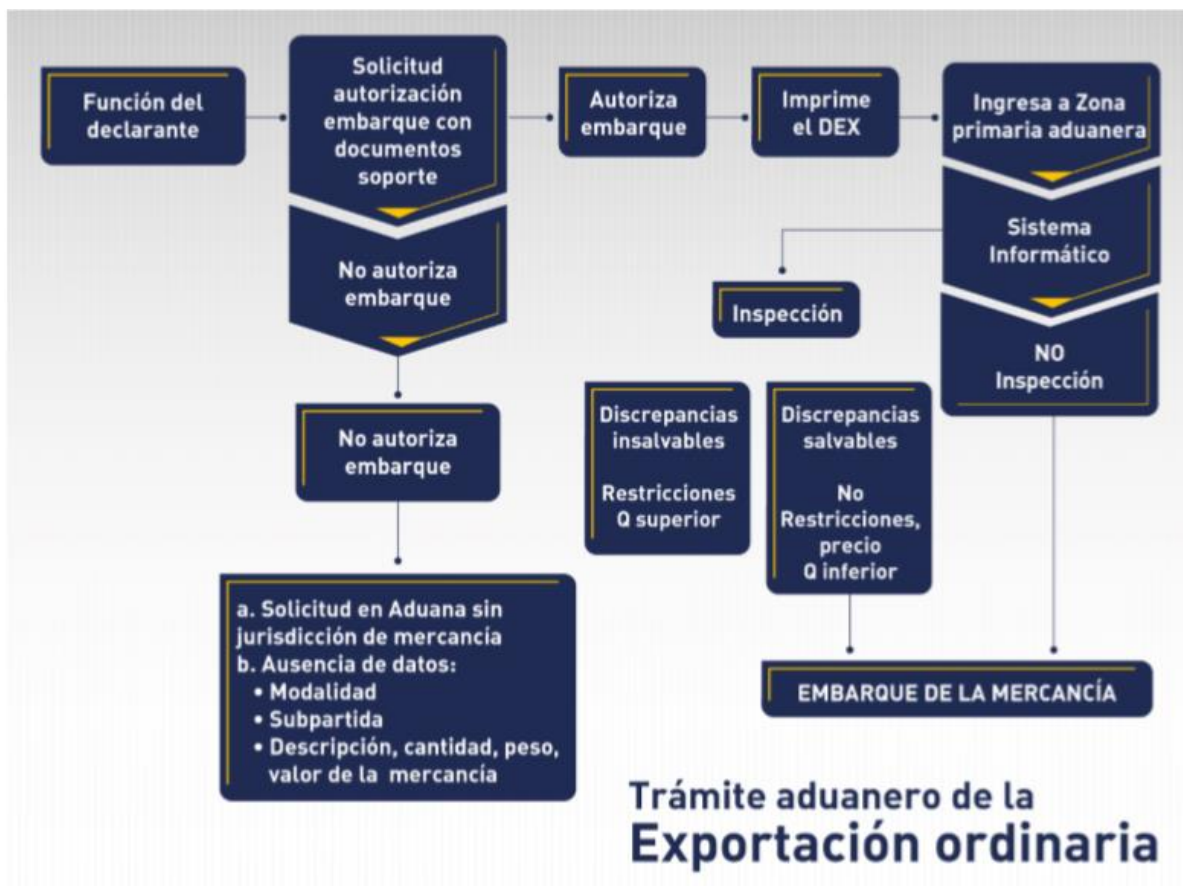 Función del
declarante
Solicitud
autorización
embarque con
documentos
soporte
No autoriza
embarque
No autoriza
embarque
a. Solicitud en Aduana sin
jurisdicción de mercancía
b. Ausencia de datos:
• Modalidad
• Subpartida
• Descripción, cantidad, peso,
valor de la mercancía
Autoriza
embarque
Imprime
el DEX
Ingresa a Zona
primaria aduanera
Sistema
Informático
NO
Inspección
Inspección
Discrepancias
insalvables
Restricciones
Q superior
Discrepancias
salvables
No
Restricciones,
precio
Q inferior
EMBARQUE DE LA MERCANCÍA
Trámite aduanero de la
Exportación ordinaria